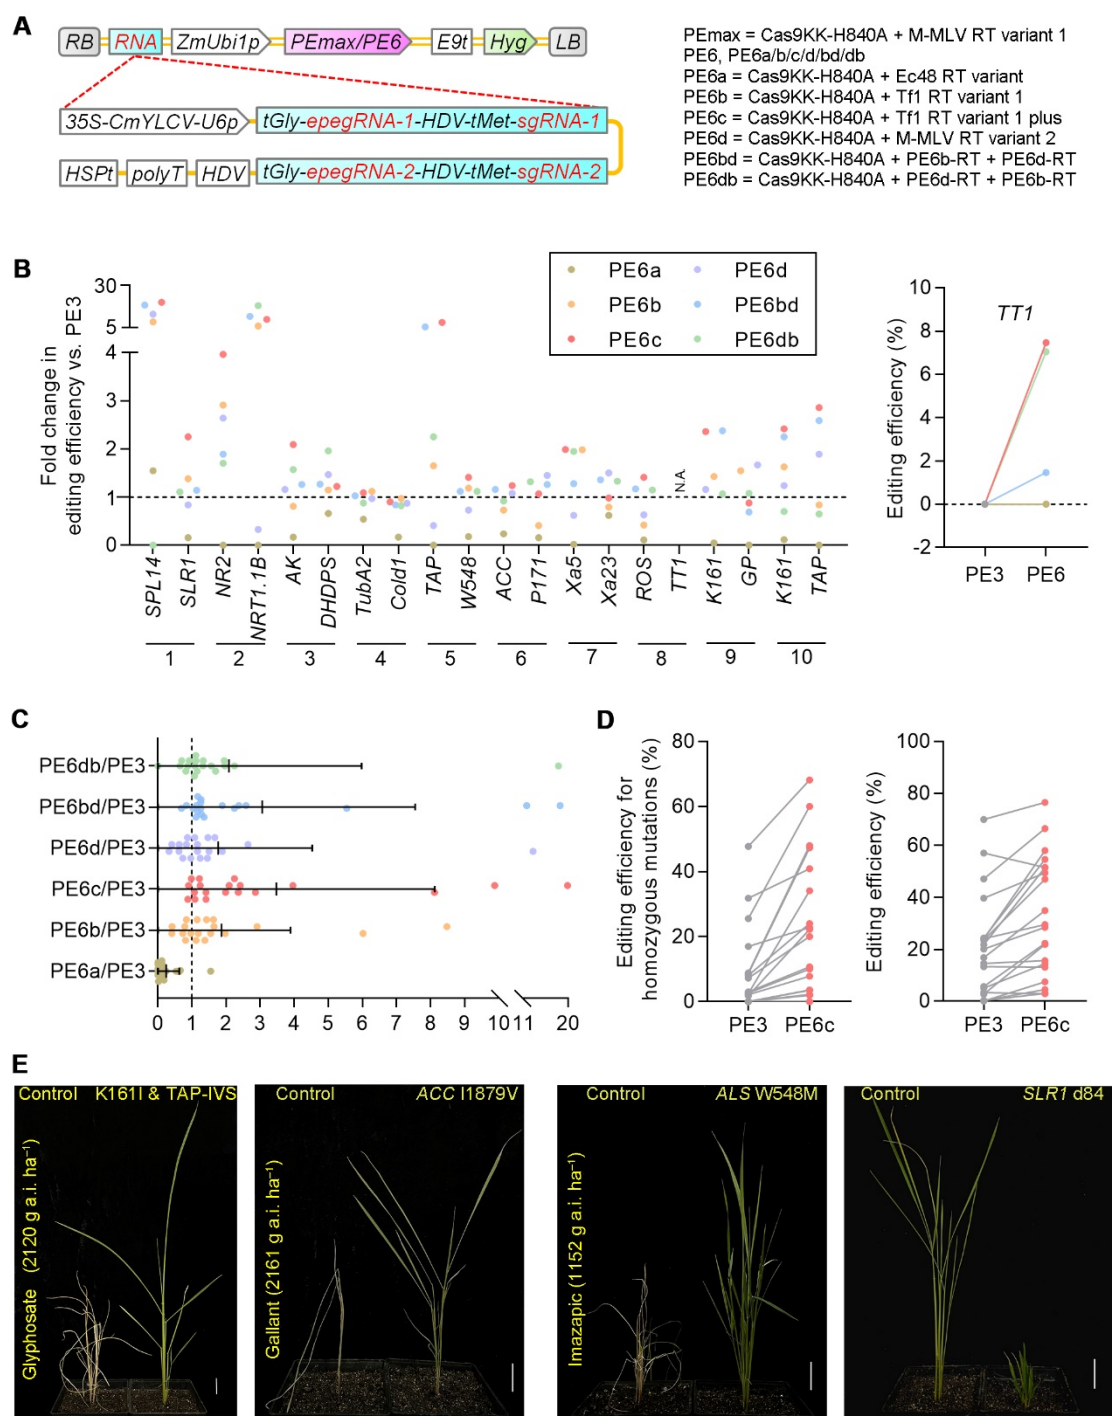 A
RB RNA ZmUbi1p PEmax/PE6 E9t Hyg LB
35S-CmYLCV-U6p tGly-epegRNA-1-HDV-tMet-sgRNA-1
HSPt polyT HDV tGly-epegRNA-2-HDV-tMet-sgRNA-2
PEmax = Cas9KK-H840A + M-MLV RT variant 1
PE6, PE6a/b/c/d/bd/db
PE6a = Cas9KK-H840A + Ec48 RT variant
PE6b = Cas9KK-H840A + Tf1 RT variant 1
PE6c = Cas9KK-H840A + Tf1 RT variant 1 plus
PE6d = Cas9KK-H840A + M-MLV RT variant 2
PE6bd = Cas9KK-H840A + PE6b-RT + PE6d-RT
PE6db = Cas9KK-H840A + PE6d-RT + PE6b-RT
B
Fold change in
editing efficiency vs. PE3
30
5
4
3
2
1
0
PE6a PE6d
PE6b PE6bd
PE6c PE6db
N.A.
SPL14 SLR1 NR2 NRT1.1B AK DHDPS TubA2 Cold1 TAP W548 ACC P171 Xa5 Xa23 ROS TT1 K161 GP K161 TAP
1 2 3 4 5 6 7 8 9 10
Editing efficiency (%)
TT1
10
8
6
4
2
0
-2
PE3 PE6
C
PE6db/PE3
PE6bd/PE3
PE6d/PE3
PE6c/PE3
PE6b/PE3
PE6a/PE3
0 1 2 3 4 5 6 7 8 9 10 11 20
D
Editing efficiency for
homozygous mutations (%)
80
60
40
20
0
PE3 PE6c
Editing efficiency (%)
100
80
60
40
20
0
PE3 PE6c
E
Control K161I & TAP-IVS
Glyphosate (2120 g a.i. ha⁻¹)
Control ACC I1879V
Gallant (2161 g a.i. ha⁻¹)
Control ALS W548M
Imazapic (1152 g a.i. ha⁻¹)
Control SLR1 d84